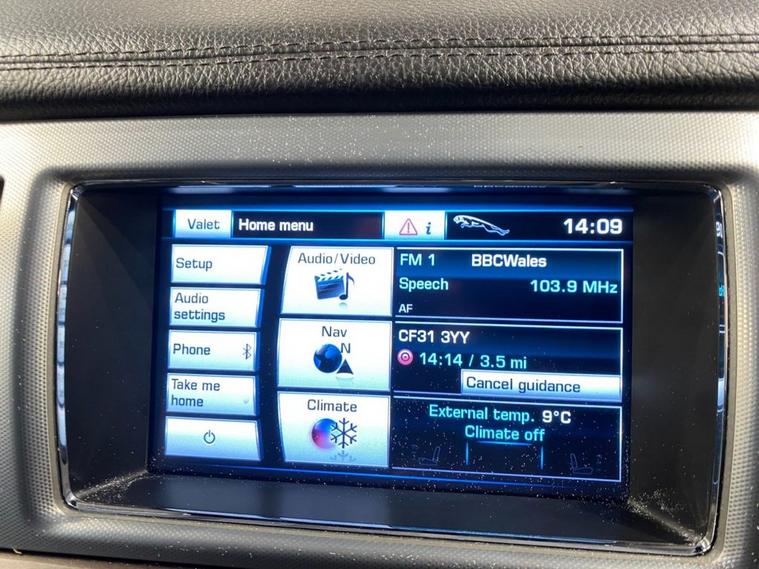 Valet
Home menu
i
14:09
Setup
Audio
settings
Phone
Take me
home
Audio/Video
Nav
N
Climate
FM 1
BBCWales
Speech
103.9 MHz
AF
CF31 3YY
14:14 / 3.5 mi
Cancel guidance
External temp. 9°C
Climate off